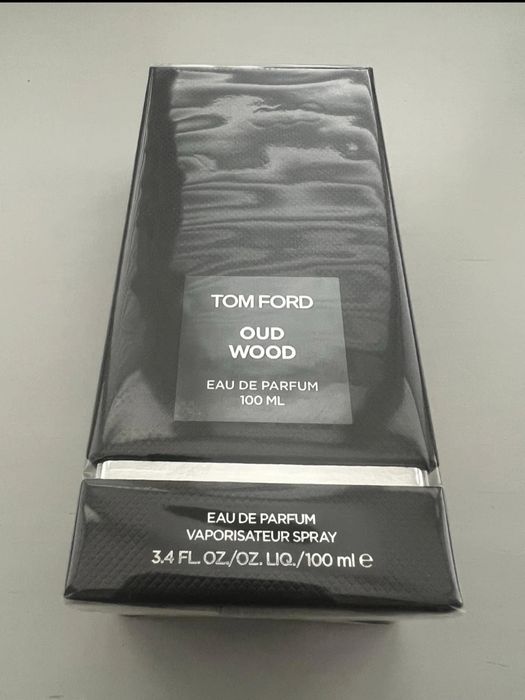 TOM FORD
OUD
WOOD
EAU DE PARFUM
100 ML
EAU DE PARFUM
VAPORISATEUR SPRAY
3.4 FL. OZ./OZ. LIQ./100 ml e